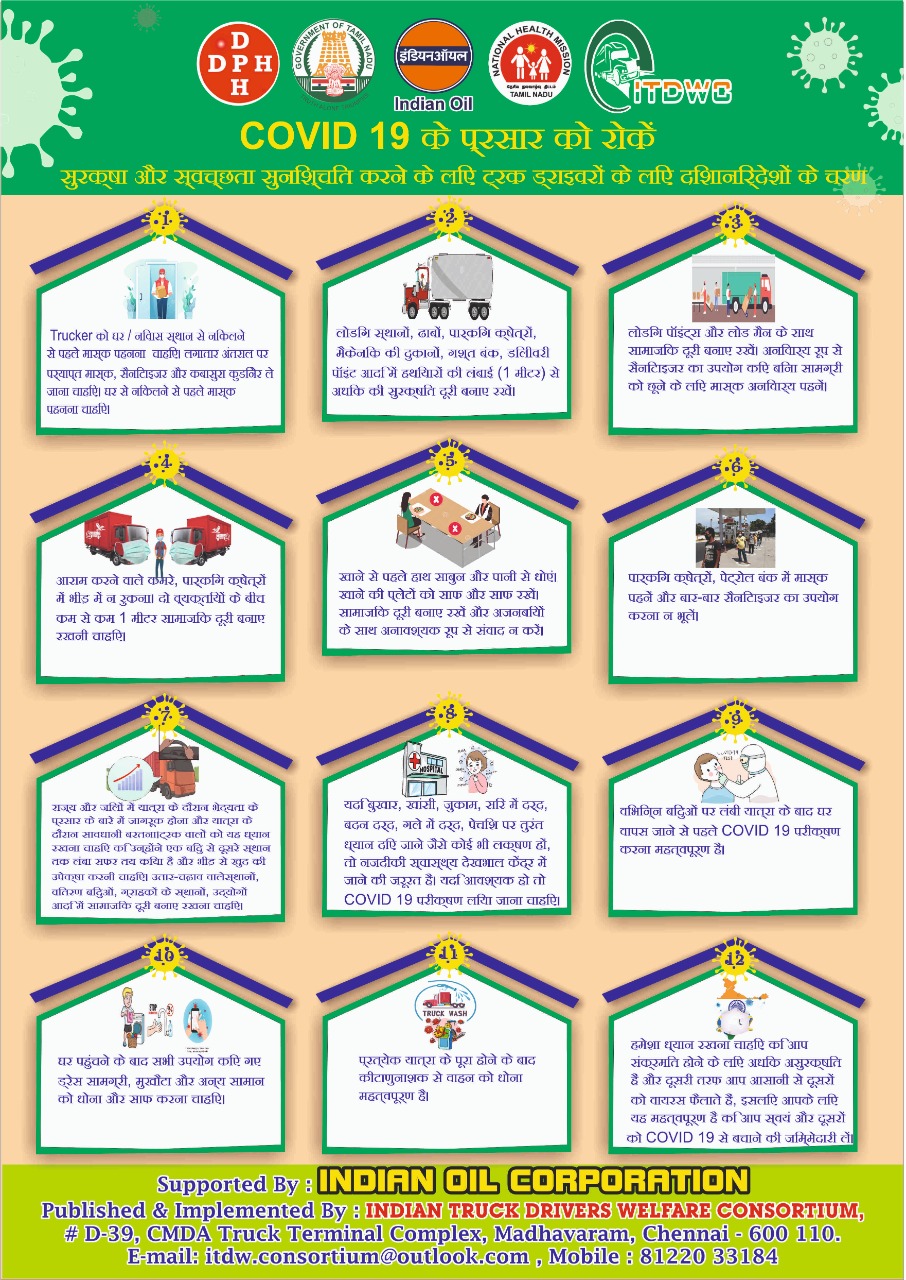 D
D P H
H
GOVERNMENT OF TAMIL NADU
इंडियनऑयल
Indian Oil
NATIONAL HEALTH MISSION
TAMIL NADU
ITDWC
COVID 19 के प्रसार को रोकें
सुरक्षा और स्वच्छता सुनिश्चित करने के लिए ट्रक ड्राइवरों के लिए दिशानिर्देशों के चरण
1
Trucker को घर / निवास स्थान से निकलने
से पहले मास्क पहनना चाहिए। लगातार अंतराल पर
पर्याप्त मास्क, सैनिटाइजर और कबासुरा कुडिनीर ले
जाना चाहिए। घर से निकलने से पहले मास्क
पहनना चाहिए।
2
लोडिंग स्थानों, ढाबों, पार्किंग क्षेत्रों,
मैकेनिक की दुकानों, गश्त बंक, डिलीवरी
पॉइंट आदि में हथियारों की लंबाई (1 मीटर) से
अधिक की सुरक्षित दूरी बनाए रखें।
3
लोडिंग पॉइंट्स और लोड मैन के साथ
सामाजिक दूरी बनाए रखें। अनिवार्य रूप से
सैनिटाइजर का उपयोग किए बिना सामग्री
को छूने के लिए मास्क अनिवार्य पहनें।
4
आराम करने वाले कमरे, पार्किंग क्षेत्रों
में भीड़ में न रुकना। दो व्यक्तियों के बीच
कम से कम 1 मीटर सामाजिक दूरी बनाए
रखनी चाहिए।
5
खाने से पहले हाथ साबुन और पानी से धोएं।
खाने की प्लेटों को साफ और साफ रखें।
सामाजिक दूरी बनाए रखें और अजनबियों
के साथ अनावश्यक रूप से संवाद न करें।
6
पार्किंग क्षेत्रों, पेट्रोल बंक में मास्क
पहनें और बार-बार सैनिटाइजर का उपयोग
करना न भूलें।
7
राज्य और जिलों में यात्रा के दौरान भेद्यता के
प्रसार के बारे में जागरूक होना और यात्रा के
दौरान सावधानी बरतनाट्रक वालों को यह ध्यान
रखना चाहिए कि उन्होंने एक बिंदु से दूसरे स्थान
तक लंबा सफर तय किया है और भीड़ से खुद की
उपेक्षा करनी चाहिए। उतार-चढ़ाव वालेस्थानों,
वितरण बिंदुओं, ग्राहकों के स्थानों, उद्योगों
आदि में सामाजिक दूरी बनाए रखना चाहिए।
8
HOSPITAL
यदि बुखार, खांसी, जुकाम, सिर में दर्द,
बदन दर्द, गले में दर्द, पेचिश पर तुरंत
ध्यान दिए जाने जैसे कोई भी लक्षण हो,
तो नजदीकी स्वास्थ्य देखभाल केंद्र में
जाने की जरूरत है। यदि आवश्यक हो तो
COVID 19 परीक्षण लिया जाना चाहिए।
9
COVID-19
TEST
विभिन्न बिंदुओं पर लंबी यात्रा के बाद घर
वापस जाने से पहले COVID 19 परीक्षण
करना महत्वपूर्ण है।
10
घर पहुंचने के बाद सभी उपयोग किए गए
ड्रेस सामग्री, मुखौटा और अन्य सामान
को धोना और साफ करना चाहिए।
11
TRUCK WASH
प्रत्येक यात्रा के पूरा होने के बाद
कीटाणुनाशक से वाहन को धोना
महत्वपूर्ण है।
12
हमेशा ध्यान रखना चाहिए कि आप
संक्रमित होने के लिए अधिक असुरक्षित
है और दूसरी तरफ आप आसानी से दूसरों
को वायरस फैलाते है, इसलिए आपके लिए
यह महत्वपूर्ण है कि आप स्वयं और दूसरों
को COVID 19 से बचाने की जिम्मेदारी लें।
Supported By : INDIAN OIL CORPORATION
Published & Implemented By : INDIAN TRUCK DRIVERS WELFARE CONSORTIUM,
# D-39, CMDA Truck Terminal Complex, Madhavaram, Chennai - 600 110.
E-mail: itdw.consortium@outlook.com , Mobile : 81220 33184